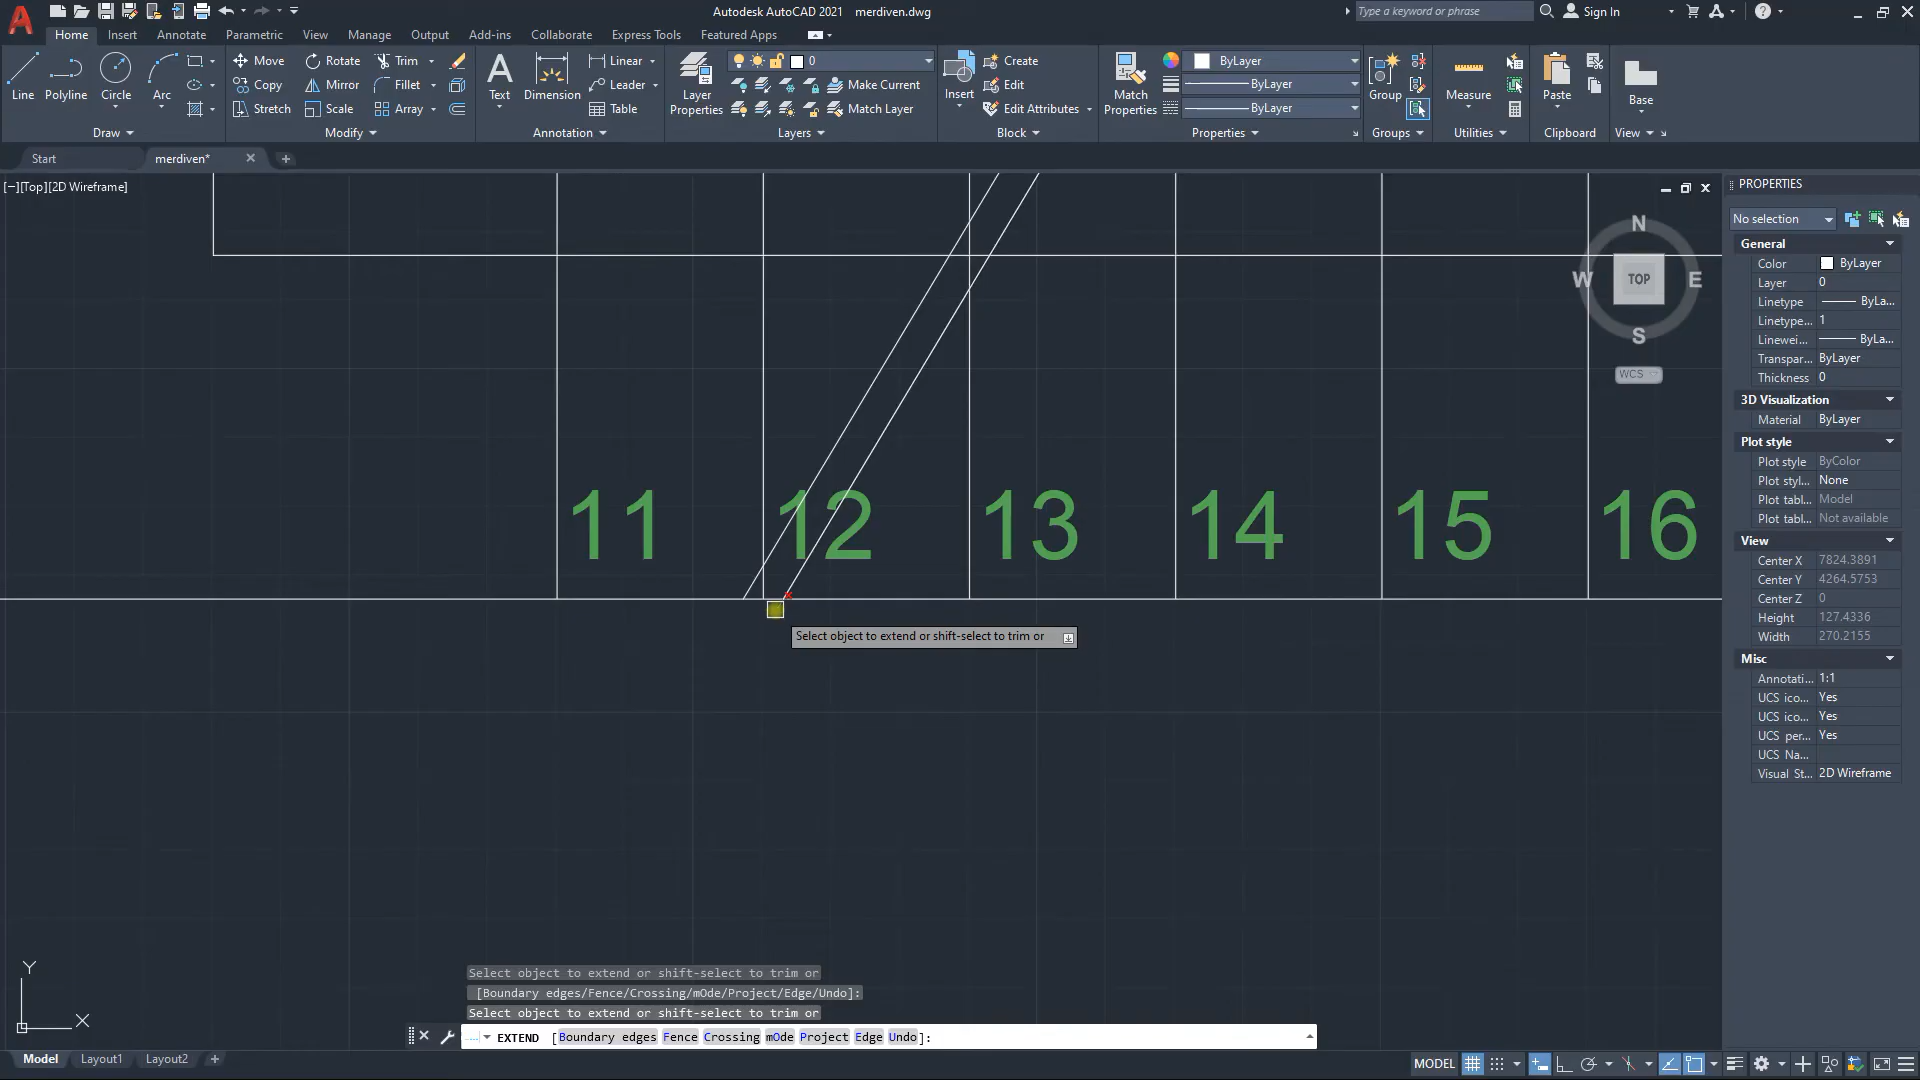 Autodesk AutoCAD 2021 merdiven.dwg
Type a keyword or phrase
Sign In
Home Insert Annotate Parametric View Manage Output Add-ins Collaborate Express Tools Featured Apps
Line
Polyline
Circle
Arc
Draw
Move Rotate Trim
Copy Mirror Fillet
Stretch Scale Array
Modify
Text
Dimension
Linear
Leader
Table
Annotation
Layer
Properties
0
Make Current
Match Layer
Layers
Insert
Create
Edit
Edit Attributes
Block
Match
Properties
ByLayer
ByLayer
ByLayer
Properties
Group
Groups
Measure
Utilities
Paste
Clipboard
Base
View
Start merdiven*
[−][Top][2D Wireframe]
N
W TOP E
S
WCS
11 12 13 14 15 16
Select object to extend or shift-select to trim or
Y
X
Select object to extend or shift-select to trim or
[Boundary edges/Fence/Crossing/mOde/Project/Edge/Undo]:
Select object to extend or shift-select to trim or
EXTEND [Boundary edges Fence Crossing mOde Project Edge Undo]:
Model Layout1 Layout2
MODEL
PROPERTIES
No selection
General
Color ByLayer
Layer 0
Linetype ByLa...
Linetype... 1
Linewei... ByLa...
Transpar... ByLayer
Thickness 0
3D Visualization
Material ByLayer
Plot style
Plot style ByColor
Plot styl... None
Plot tabl... Model
Plot tabl... Not available
View
Center X 7824.3891
Center Y 4264.5753
Center Z 0
Height 127.4336
Width 270.2155
Misc
Annotati... 1:1
UCS ico... Yes
UCS ico... Yes
UCS per... Yes
UCS Na...
Visual St... 2D Wireframe